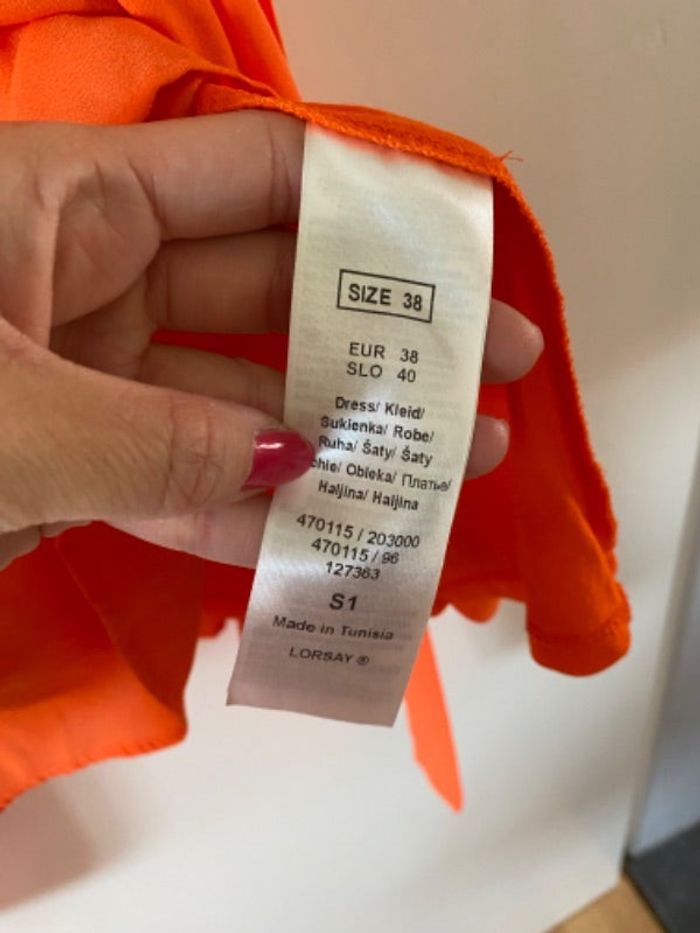 SIZE 38
EUR 38
SLO 40
Dress/ Kleid/
Sukienka/ Robe/
Ruha/ Šaty/ Šaty
Obleka/ Платье/
Haljina/ Haljina
470115 / 203000
470115 / 96
127363
S1
Made in Tunisia
LORSAY ®